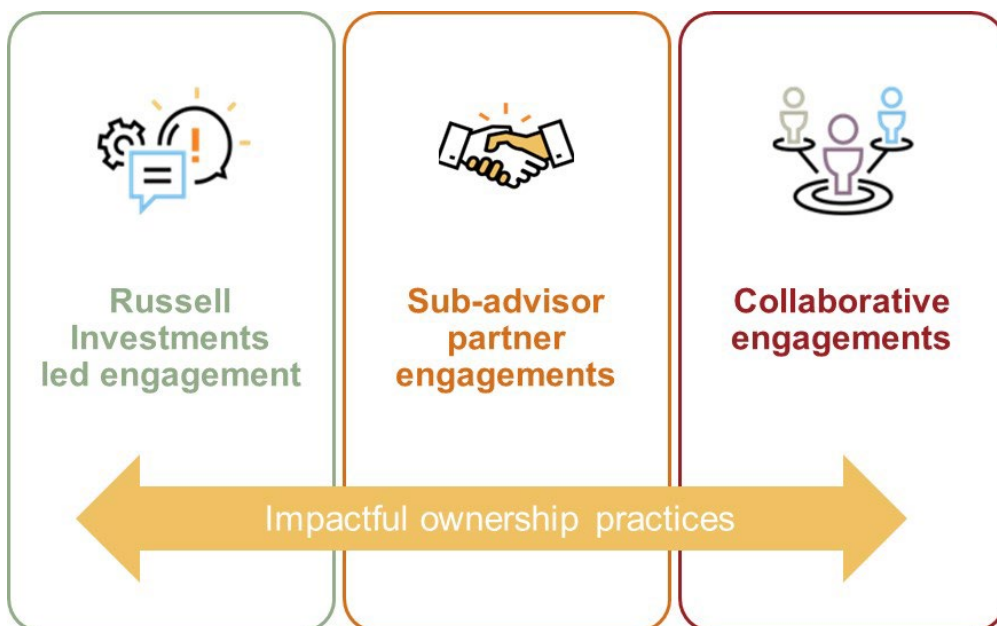 Russell
Investments
led engagement
Sub-advisor
partner
engagements
Collaborative
engagements
Impactful ownership practices